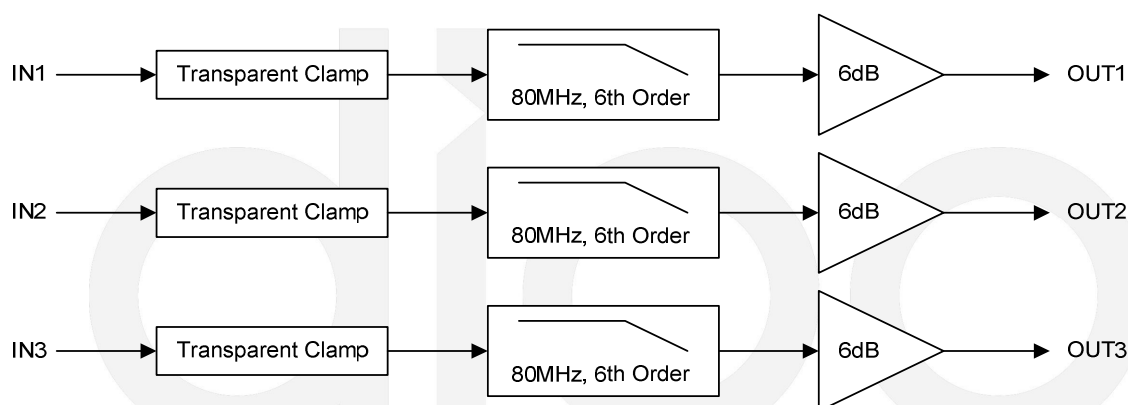 IN1 Transparent Clamp 80MHz, 6th Order 6dB OUT1
IN2 Transparent Clamp 80MHz, 6th Order 6dB OUT2
IN3 Transparent Clamp 80MHz, 6th Order 6dB OUT3